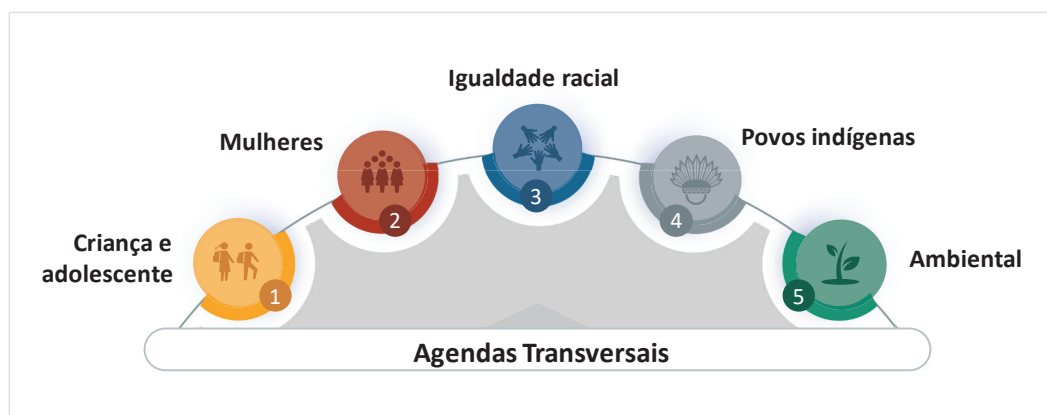 Igualdade racial
Mulheres
Povos indígenas
3
2
4
Criança e
adolescente
Ambiental
1
5
Agendas Transversais